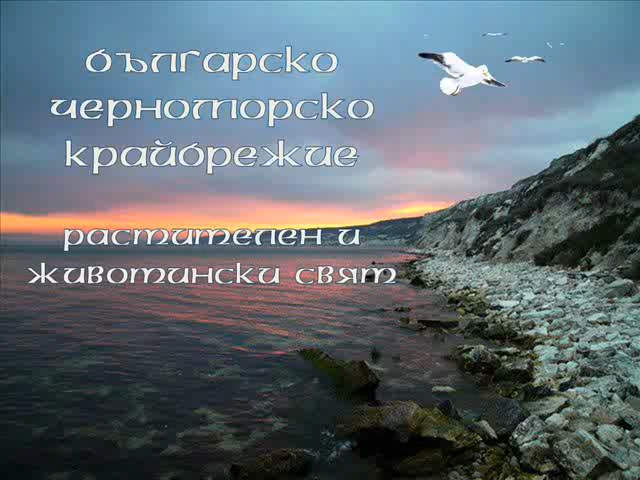 българско
черноморско
крайбрежие
растителен и
животински свят